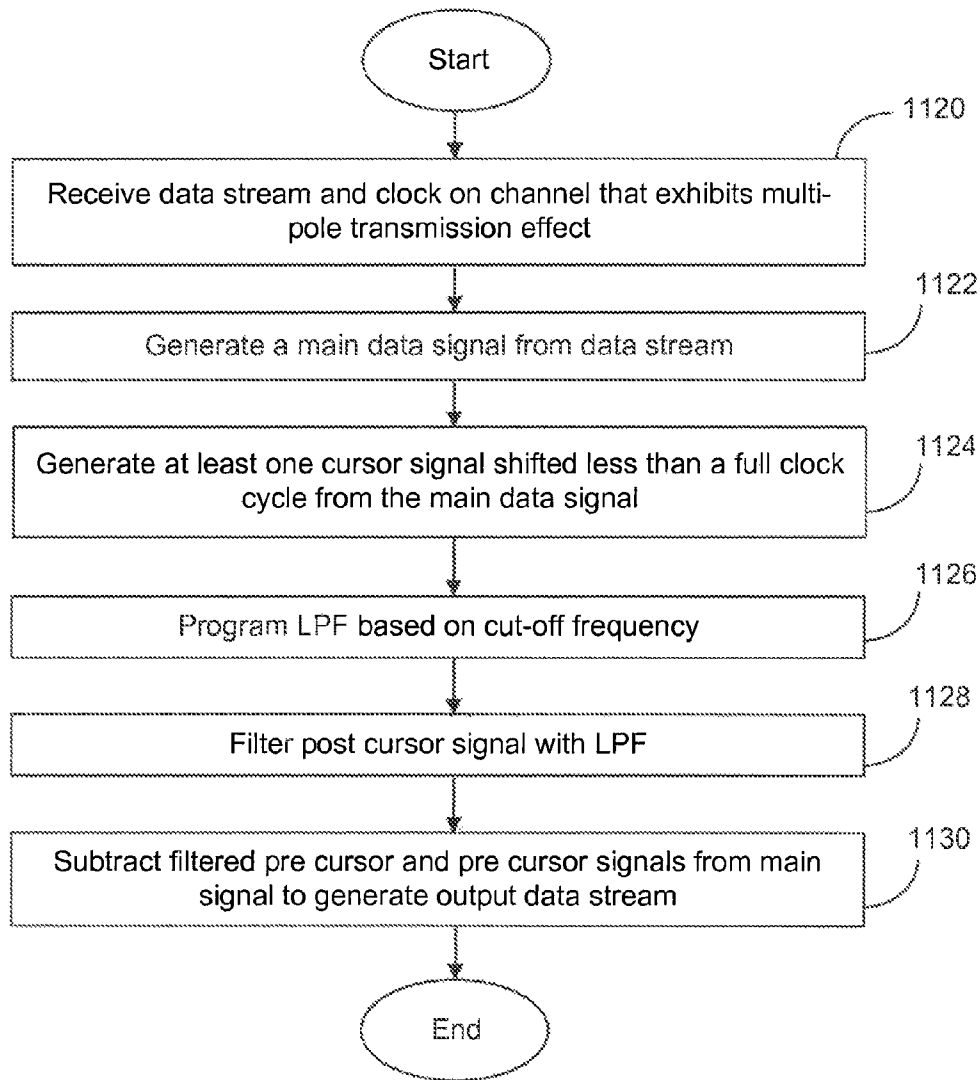 Start
1120
Receive data stream and clock on channel that exhibits multi-
pole transmission effect
1122
Generate a main data signal from data stream
1124
Generate at least one cursor signal shifted less than a full clock
cycle from the main data signal
1126
Program LPF based on cut-off frequency
1128
Filter post cursor signal with LPF
1130
Subtract filtered pre cursor and pre cursor signals from main
signal to generate output data stream
End